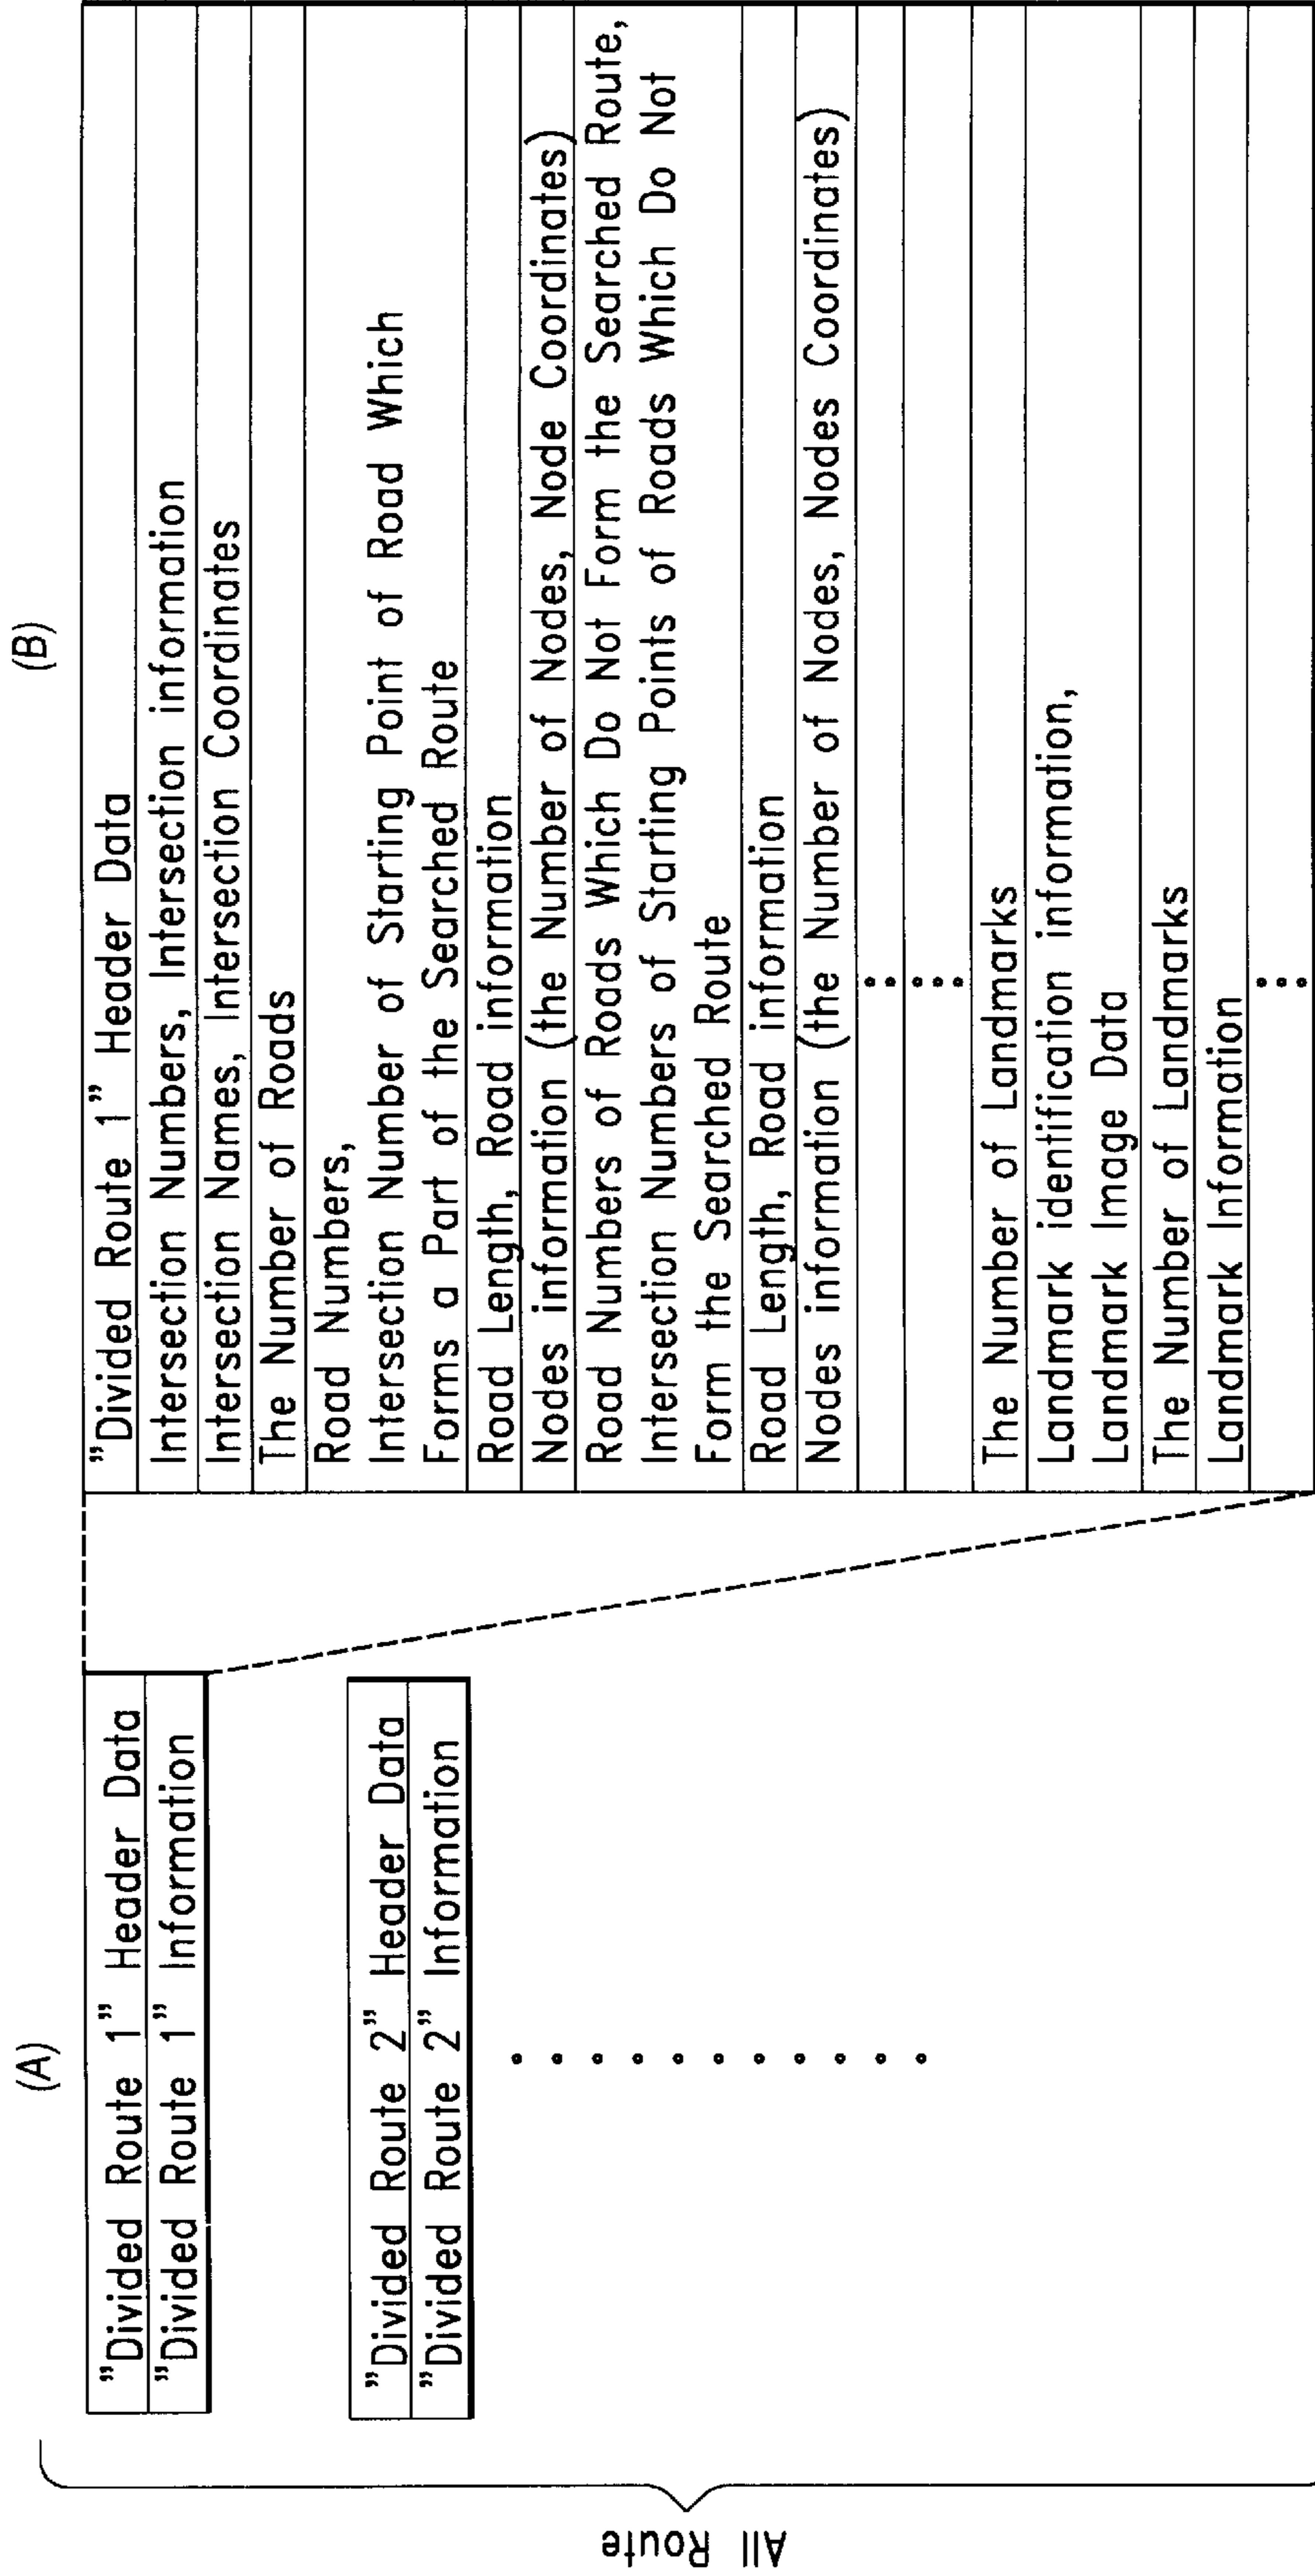 All Route
(A)
"Divided Route 1" Header Data
"Divided Route 1" Information
"Divided Route 2" Header Data
"Divided Route 2" Information
(B)
"Divided Route 1" Header Data
Intersection Numbers, Intersection information
Intersection Names, Intersection Coordinates
The Number of Roads
Road Numbers,
Intersection Number of Starting Point of Road Which
Forms a Part of the Searched Route
Road Length, Road information
Nodes information (the Number of Nodes, Node Coordinates)
Road Numbers of Roads Which Do Not Form the Searched Route,
Intersection Numbers of Starting Points of Roads Which Do Not
Form the Searched Route
Road Length, Road information
Nodes information (the Number of Nodes, Nodes Coordinates)
The Number of Landmarks
Landmark identification information,
Landmark Image Data
The Number of Landmarks
Landmark Information